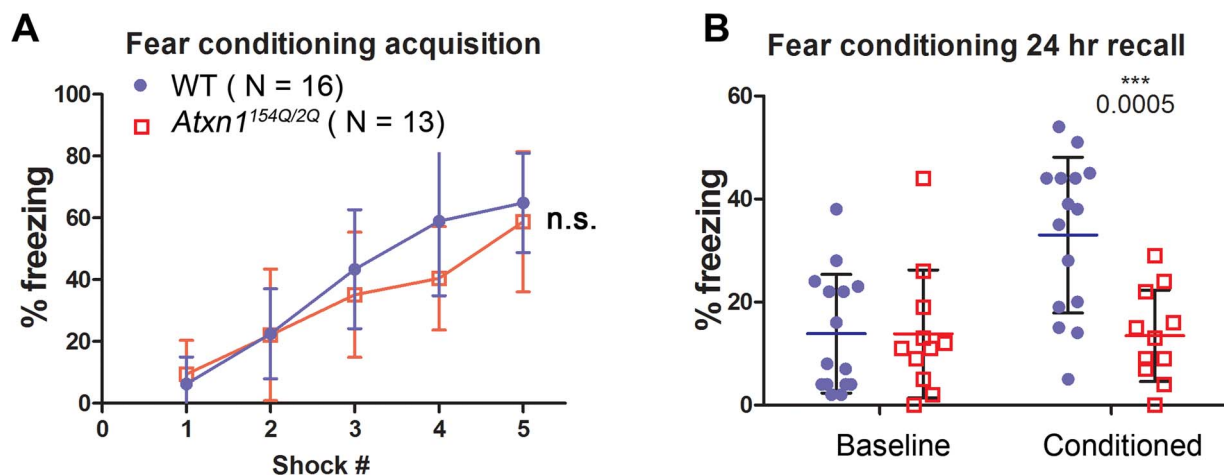 A
Fear conditioning acquisition
WT ( N = 16)
Atxn1154Q/2Q ( N = 13)
100
80
60
40
20
0
% freezing
n.s.
0 1 2 3 4 5
Shock #
B
Fear conditioning 24 hr recall
***
0.0005
60
40
20
0
% freezing
Baseline Conditioned